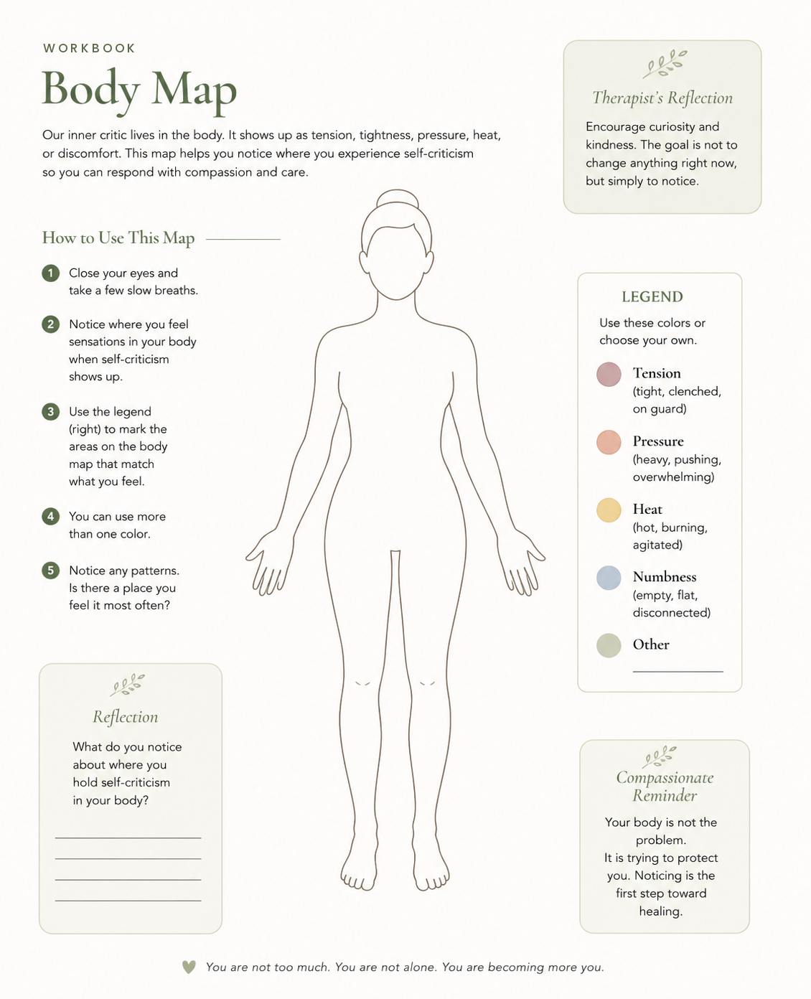 WORKBOOK
Body Map
Our inner critic lives in the body. It shows up as tension, tightness, pressure, heat,
or discomfort. This map helps you notice where you experience self-criticism
so you can respond with compassion and care.
Therapist's Reflection
Encourage curiosity and
kindness. The goal is not to
change anything right now,
but simply to notice.
How to Use This Map
1 Close your eyes and
take a few slow breaths.
2 Notice where you feel
sensations in your body
when self-criticism
shows up.
3 Use the legend
(right) to mark the
areas on the body
map that match
what you feel.
4 You can use more
than one color.
5 Notice any patterns.
Is there a place you
feel it most often?
LEGEND
Use these colors or
choose your own.
Tension
(tight, clenched,
on guard)
Pressure
(heavy, pushing,
overwhelming)
Heat
(hot, burning,
agitated)
Numbness
(empty, flat,
disconnected)
Other
Reflection
What do you notice
about where you
hold self-criticism
in your body?
Compassionate
Reminder
Your body is not the
problem.
It is trying to protect
you. Noticing is the
first step toward
healing.
You are not too much. You are not alone. You are becoming more you.